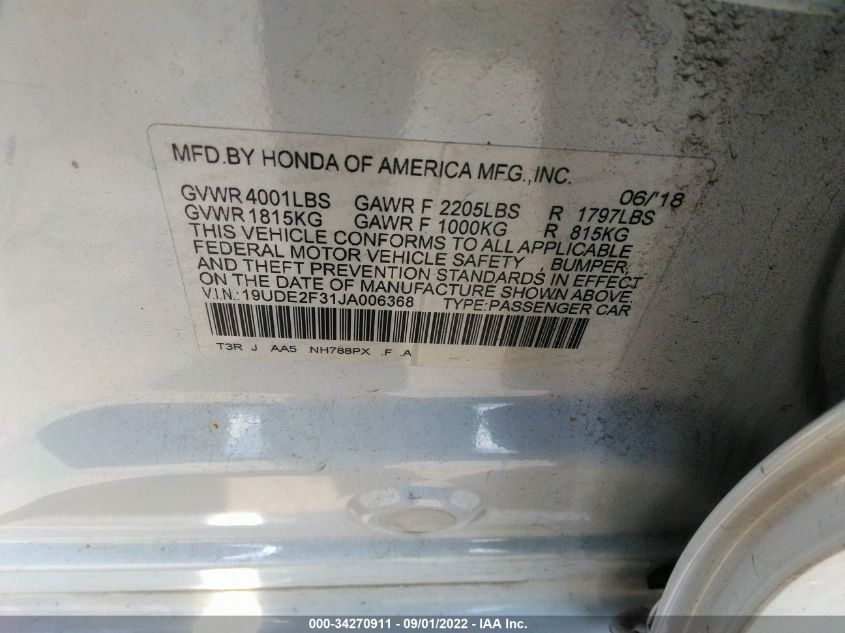 MFD.BY HONDA OF AMERICA MFG.,INC.
06/'18
GVWR 4001LBS GAWR F 2205LBS R 1797LBS
GVWR 1815KG GAWR F 1000KG R 815KG
THIS VEHICLE CONFORMS TO ALL APPLICABLE
FEDERAL MOTOR VEHICLE SAFETY , BUMPER,
AND THEFT PREVENTION STANDARDS IN EFFECT
ON THE DATE OF MANUFACTURE SHOWN ABOVE.
V.I.N.:19UDE2F31JA006368 TYPE:PASSENGER CAR
T3R J AA5 NH788PX .F .A
000-34270911 - 09/01/2022 - IAA Inc.